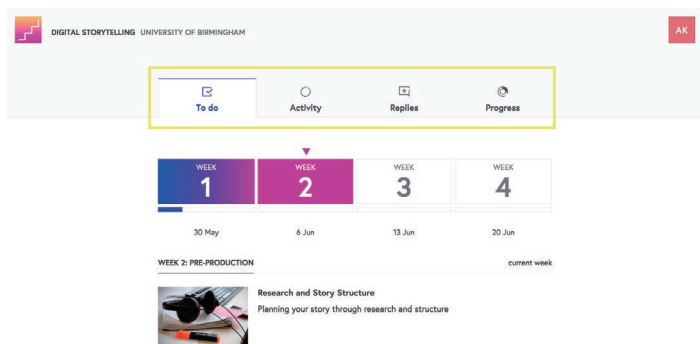 DIGITAL STORYTELLING UNIVERSITY OF BIRMINGHAM
AK
To do Activity Replies Progress
WEEK WEEK WEEK WEEK
1 2 3 4
30 May 6 Jun 13 Jun 20 Jun
WEEK 2: PRE-PRODUCTION current week
Research and Story Structure
Planning your story through research and structure